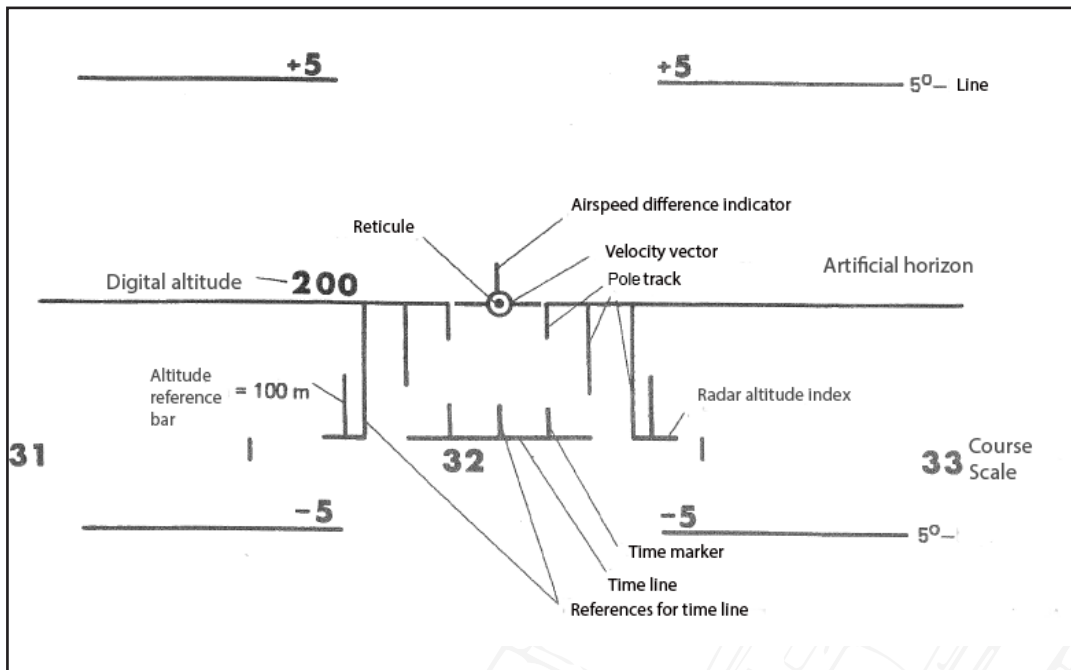 +5 +5
5º– Line
Airspeed difference indicator
Reticule
Velocity vector
Digital altitude 200 Artificial horizon
Pole track
Altitude
reference = 100 m
bar
Radar altitude index
31 32 33 Course
Scale
-5 -5
5º–
Time marker
Time line
References for time line